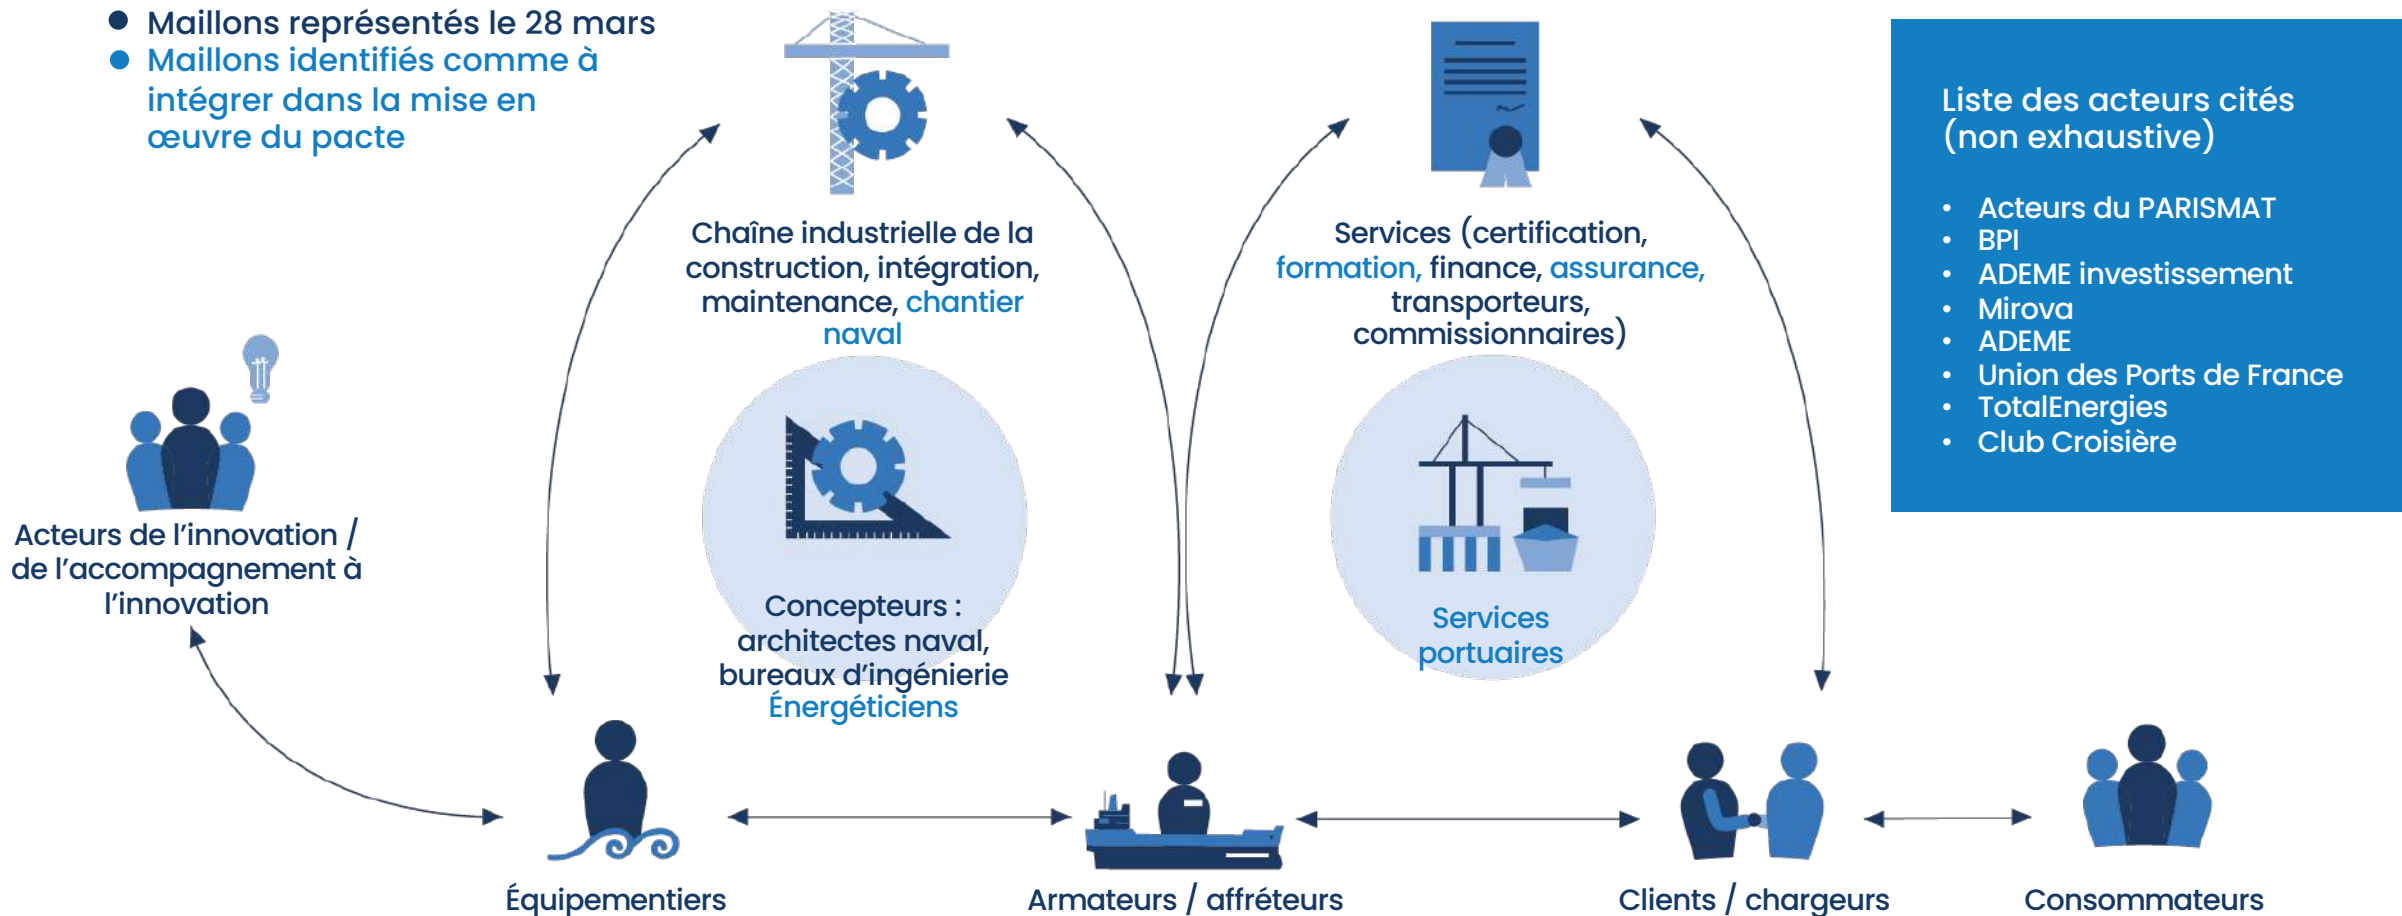 Maillons représentés le 28 mars
Maillons identifiés comme à
intégrer dans la mise en
œuvre du pacte
Chaîne industrielle de la
construction, intégration,
maintenance, chantier
naval
Services (certification,
formation, finance, assurance,
transporteurs,
commissionnaires)
Liste des acteurs cités
(non exhaustive)
• Acteurs du PARISMAT
• BPI
• ADEME investissement
• Mirova
• ADEME
• Union des Ports de France
• TotalEnergies
• Club Croisière
Acteurs de l'innovation /
de l'accompagnement à
l'innovation
Concepteurs :
architectes naval,
bureaux d'ingénierie
Énergéticiens
Services
portuaires
Équipementiers
Armateurs / affréteurs
Clients / chargeurs
Consommateurs